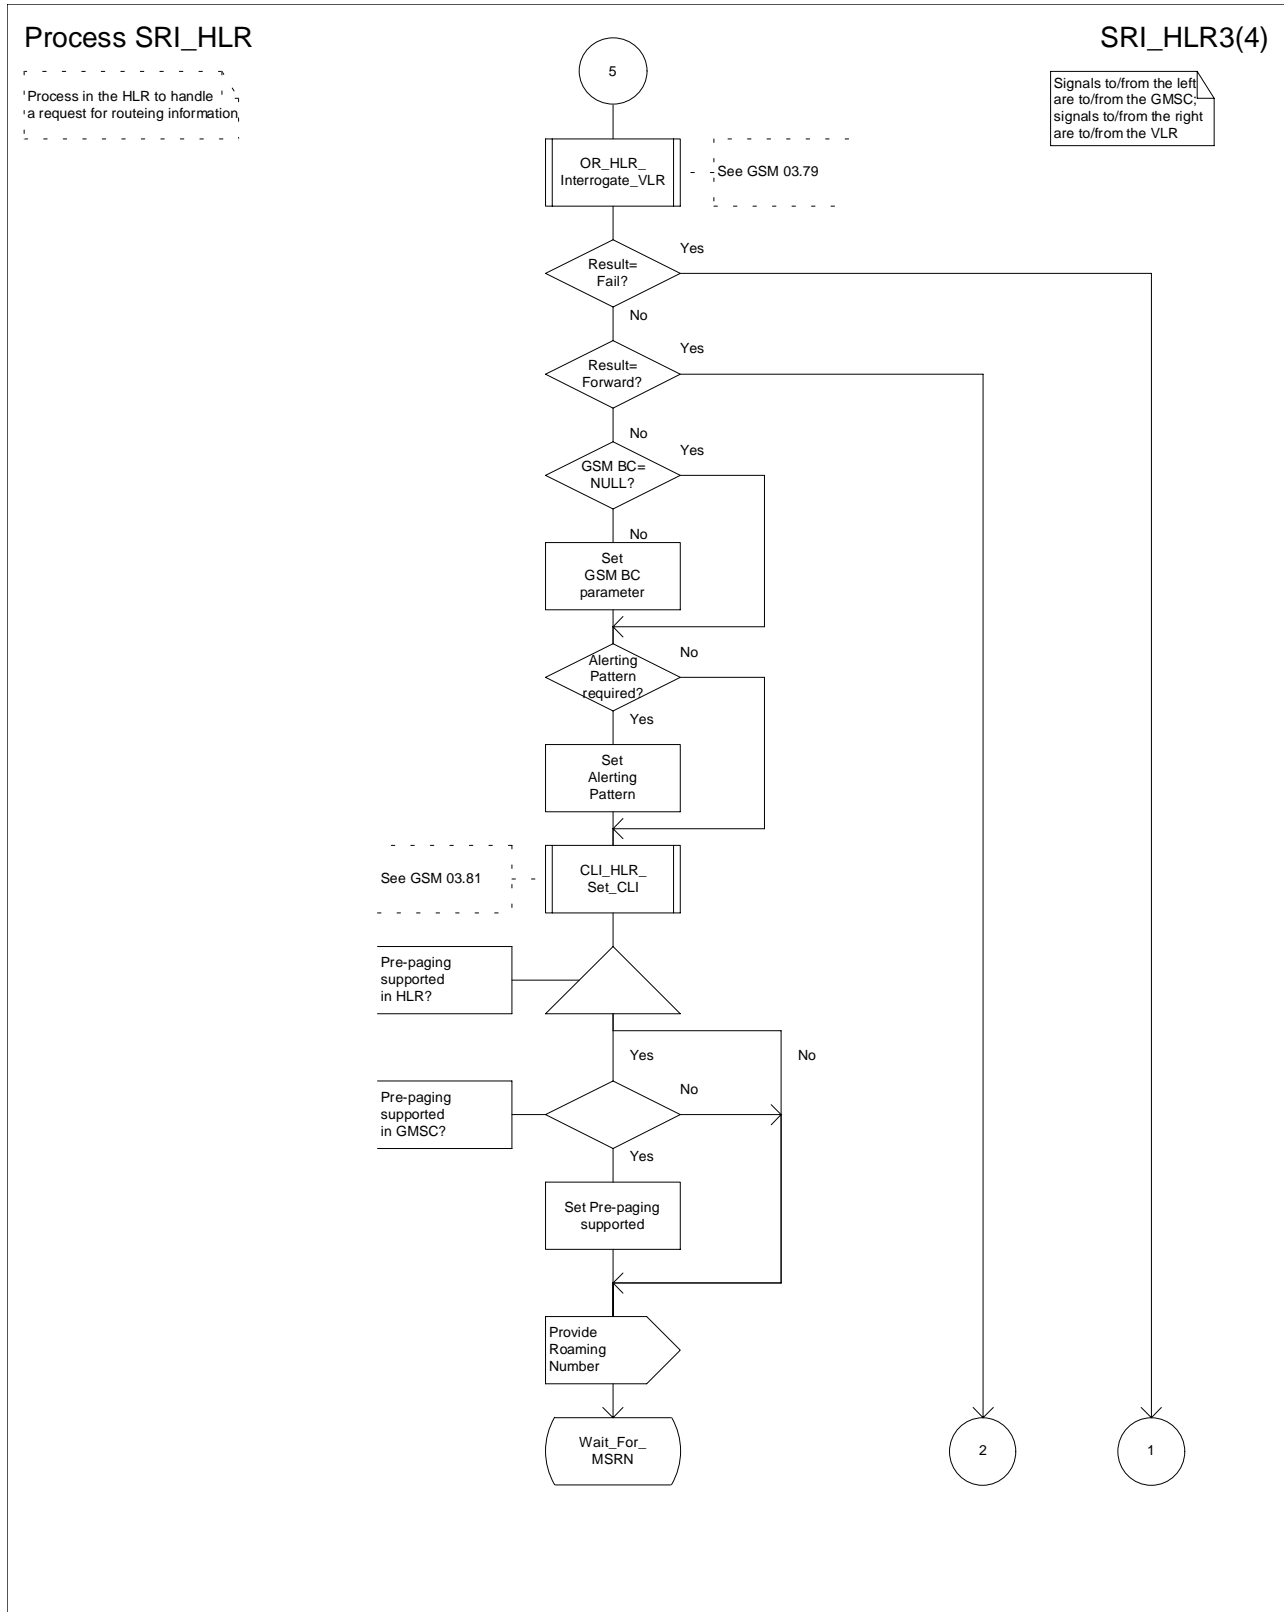 Process SRI_HLR
SRI_HLR3(4)
Process in the HLR to handle
a request for routeing information
Signals to/from the left
are to/from the GMSC;
signals to/from the right
are to/from the VLR
5
OR_HLR_
Interrogate_VLR
See GSM 03.79
Result=
Fail?
Yes
No
Result=
Forward?
Yes
No
GSM BC=
NULL?
Yes
No
Set
GSM BC
parameter
Alerting
Pattern
required?
No
Yes
Set
Alerting
Pattern
See GSM 03.81
CLI_HLR_
Set_CLI
Pre-paging
supported
in HLR?
Yes
No
Pre-paging
supported
in GMSC?
No
Yes
Set Pre-paging
supported
Provide
Roaming
Number
Wait_For_
MSRN
2
1